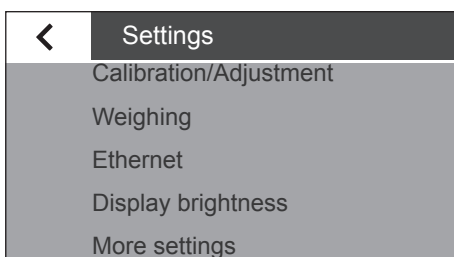 Settings
Calibration/Adjustment
Weighing
Ethernet
Display brightness
More settings